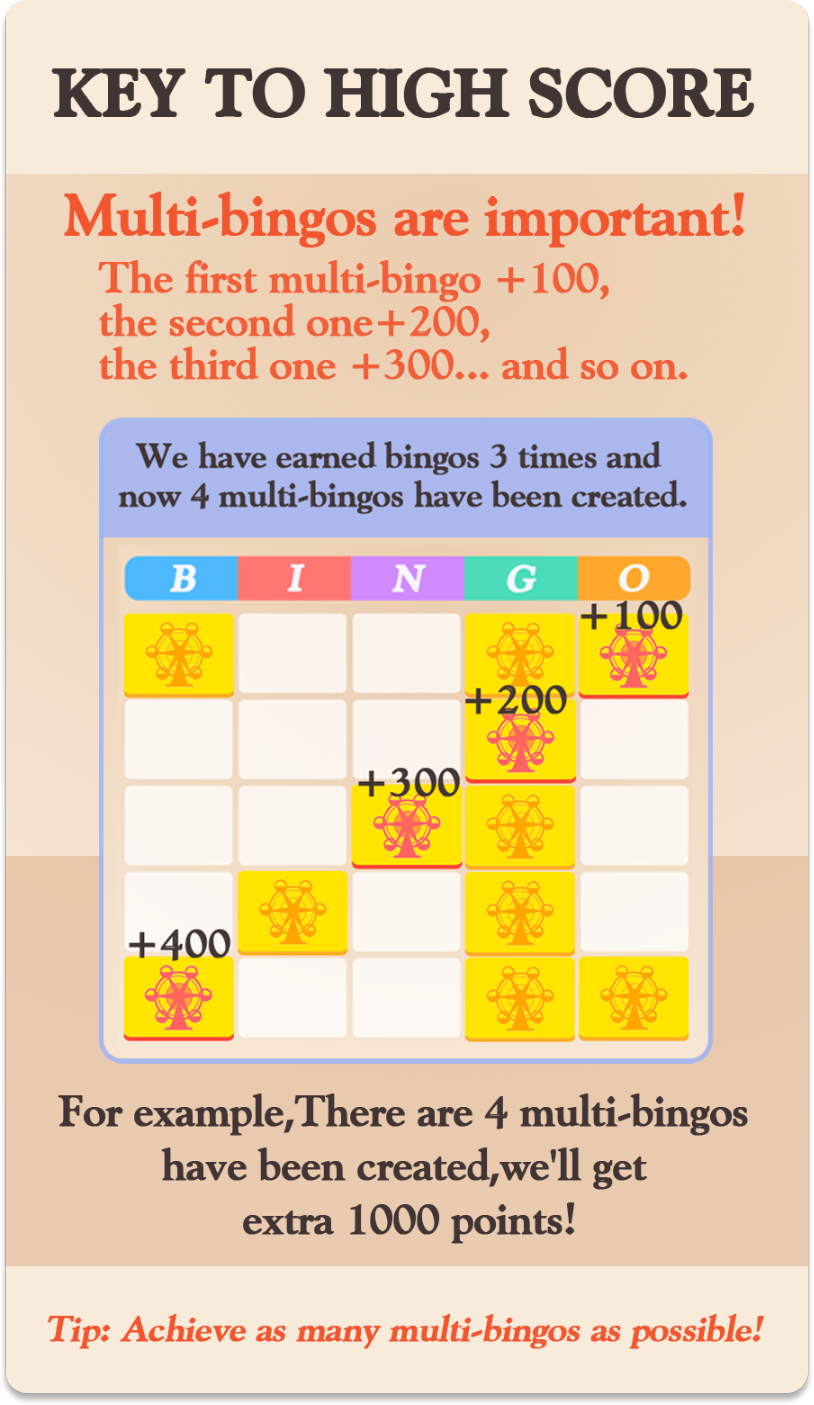 KEY TO HIGH SCORE
Multi-bingos are important!
The first multi-bingo +100,
the second one+200,
the third one +300... and so on.
We have earned bingos 3 times and
now 4 multi-bingos have been created.
B I N G O
+100
+200
+300
+400
For example,There are 4 multi-bingos
have been created,we'll get
extra 1000 points!
Tip: Achieve as many multi-bingos as possible!